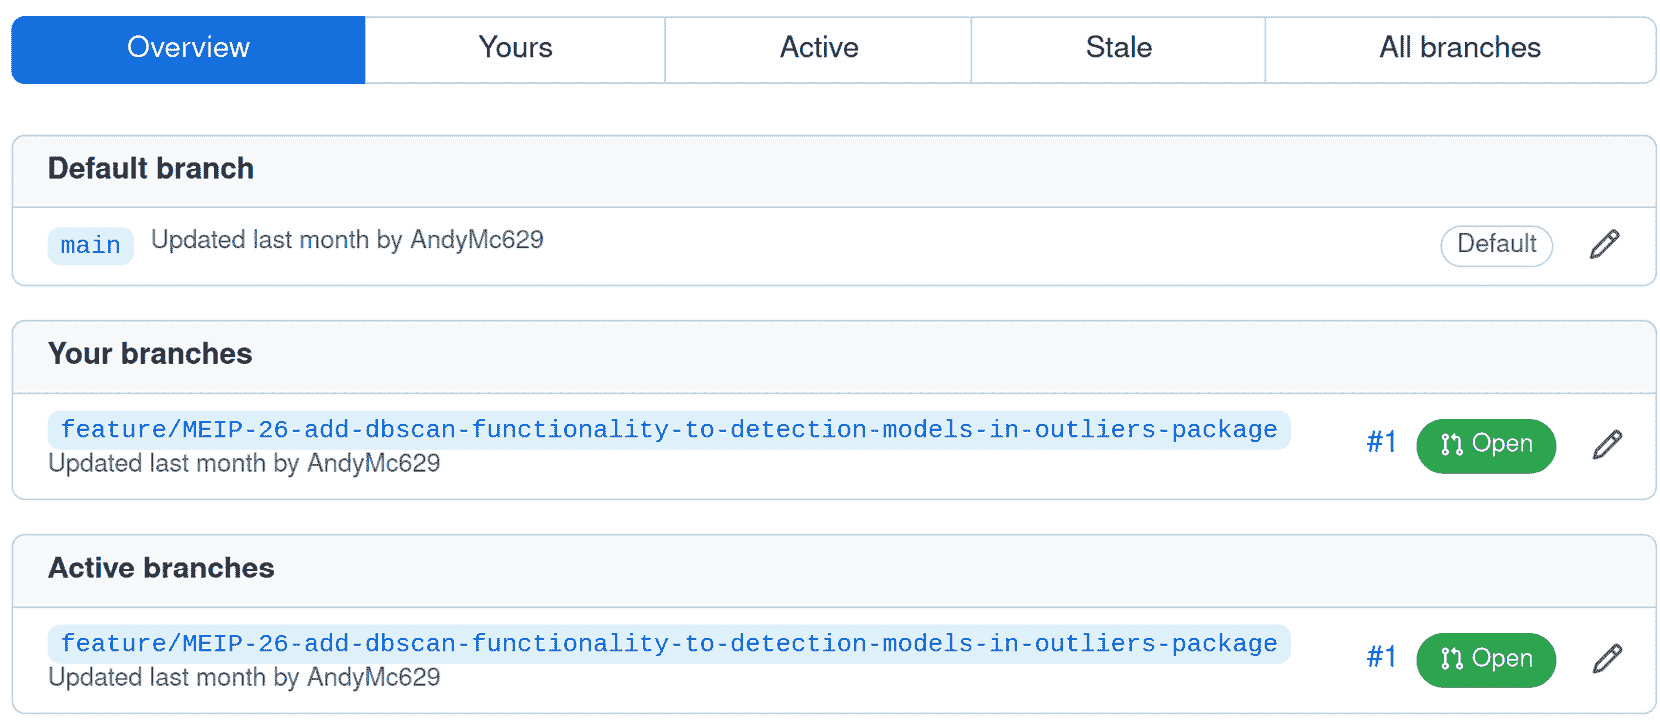 Overview Yours Active Stale All branches
Default branch
main Updated last month by AndyMc629 Default
Your branches
feature/MEIP-26-add-dbscan-functionality-to-detection-models-in-outliers-package
#1 Open
Updated last month by AndyMc629
Active branches
feature/MEIP-26-add-dbscan-functionality-to-detection-models-in-outliers-package
#1 Open
Updated last month by AndyMc629